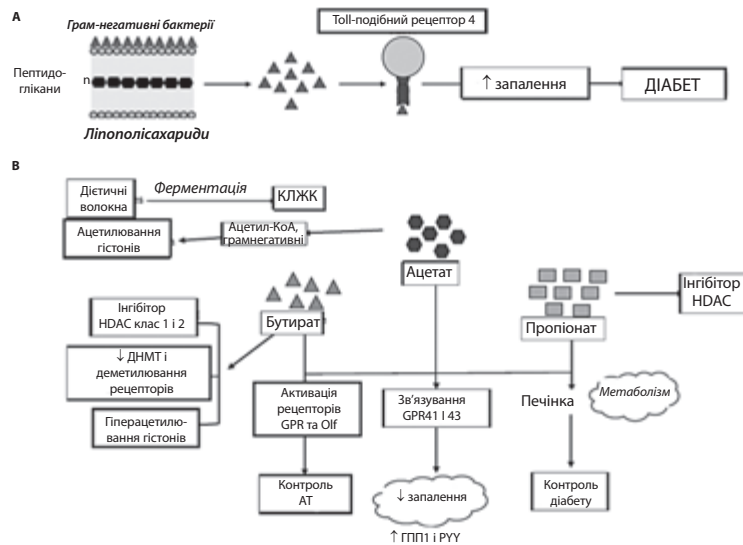 A
Грам-негативні бактерії
Toll-подібний рецептор 4
Пептидо-
глікани
n
↑ запалення
ДІАБЕТ
Ліпополісахариди
B
Дієтичні
волокна
Ферментація
КЛЖК
Ацетилювання
гістонів
Ацетил-КоА,
грамнегативні
Ацетат
Інгібітор
HDAC клас 1 і 2
Бутират
Пропіонат
Інгібітор
HDAC
↓ ДНМТ і
деметилювання
рецепторів
Гіперацетилю-
вання гістонів
Активація
рецепторів
GPR та Olf
Зв'язування
GPR41 І 43
Печінка
Метаболізм
Контроль
АТ
↓ запалення
Контроль
діабету
↑ ГПП1 і PYY